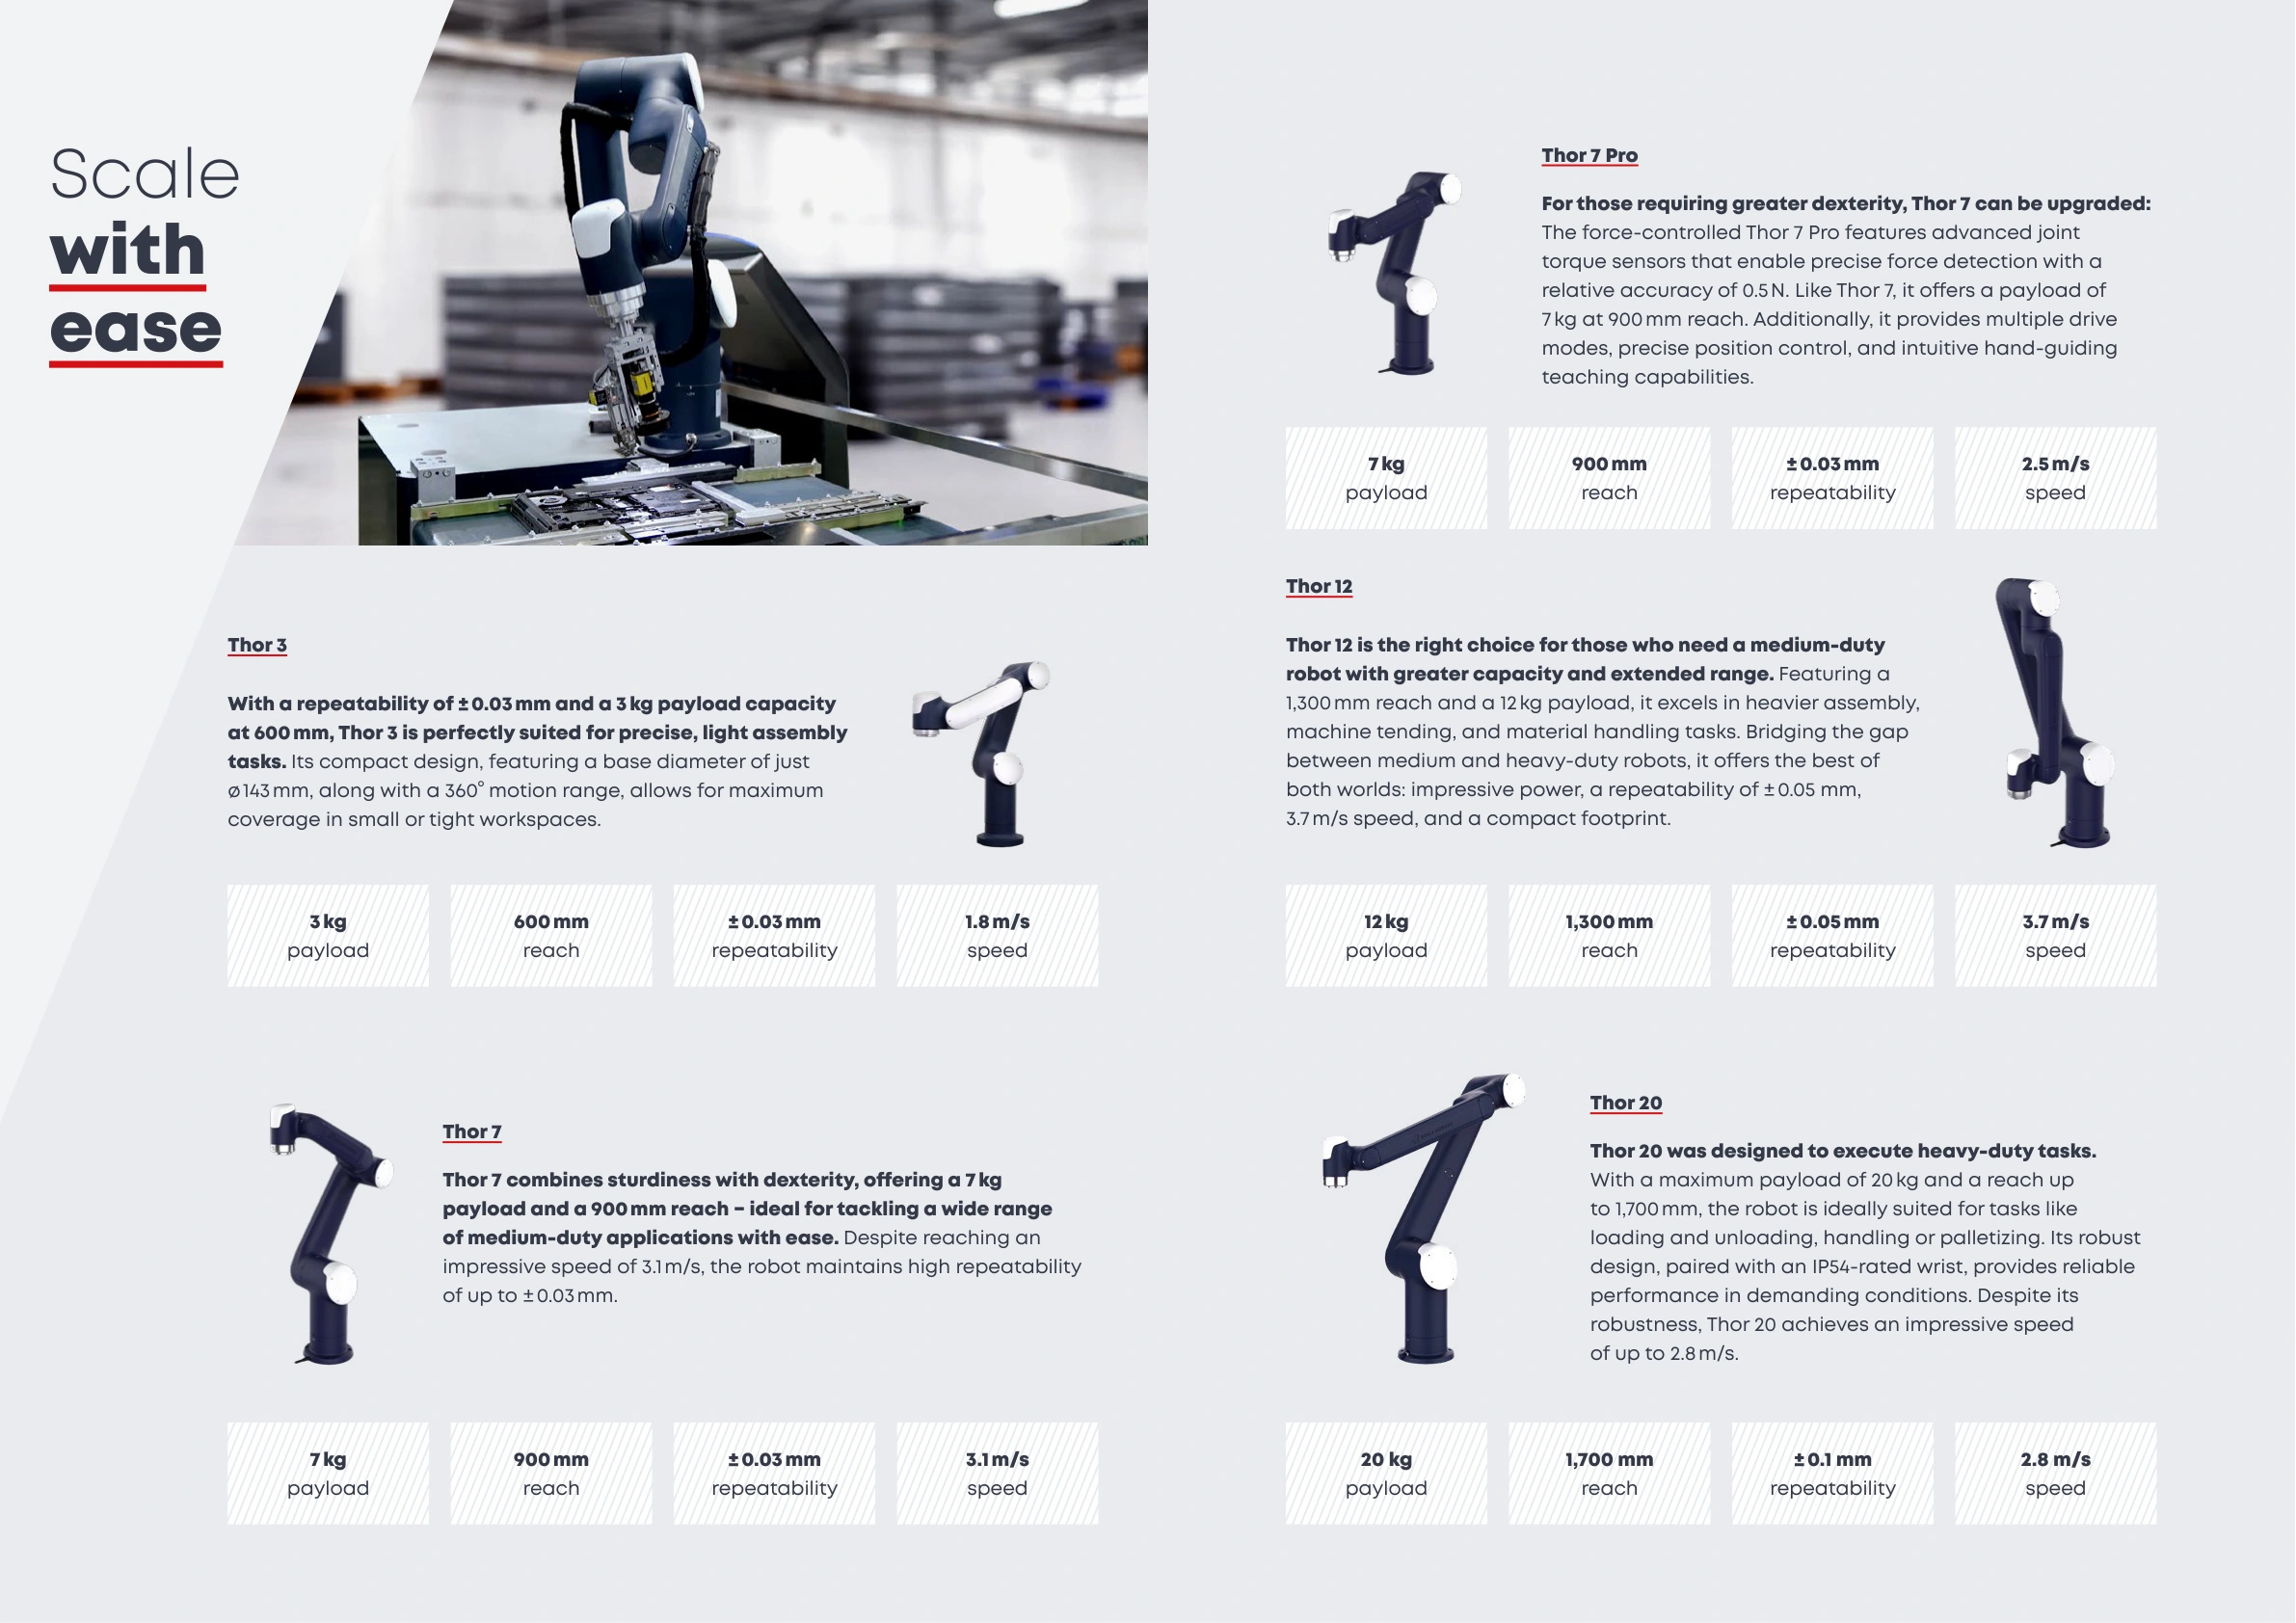 Scale
with
ease
Thor 3
With a repeatability of ± 0.03 mm and a 3 kg payload capacity
at 600 mm, Thor 3 is perfectly suited for precise, light assembly
tasks. Its compact design, featuring a base diameter of just
ø 143 mm, along with a 360° motion range, allows for maximum
coverage in small or tight workspaces.
3 kg
payload
600 mm
reach
± 0.03 mm
repeatability
1.8 m/s
speed
Thor 7
Thor 7 combines sturdiness with dexterity, offering a 7 kg
payload and a 900 mm reach – ideal for tackling a wide range
of medium-duty applications with ease. Despite reaching an
impressive speed of 3.1 m/s, the robot maintains high repeatability
of up to ± 0.03 mm.
7 kg
payload
900 mm
reach
± 0.03 mm
repeatability
3.1 m/s
speed
Thor 7 Pro
For those requiring greater dexterity, Thor 7 can be upgraded:
The force-controlled Thor 7 Pro features advanced joint
torque sensors that enable precise force detection with a
relative accuracy of 0.5 N. Like Thor 7, it offers a payload of
7 kg at 900 mm reach. Additionally, it provides multiple drive
modes, precise position control, and intuitive hand-guiding
teaching capabilities.
7 kg
payload
900 mm
reach
± 0.03 mm
repeatability
2.5 m/s
speed
Thor 12
Thor 12 is the right choice for those who need a medium-duty
robot with greater capacity and extended range. Featuring a
1,300 mm reach and a 12 kg payload, it excels in heavier assembly,
machine tending, and material handling tasks. Bridging the gap
between medium and heavy-duty robots, it offers the best of
both worlds: impressive power, a repeatability of ± 0.05 mm,
3.7 m/s speed, and a compact footprint.
12 kg
payload
1,300 mm
reach
± 0.05 mm
repeatability
3.7 m/s
speed
Thor 20
Thor 20 was designed to execute heavy-duty tasks.
With a maximum payload of 20 kg and a reach up
to 1,700 mm, the robot is ideally suited for tasks like
loading and unloading, handling or palletizing. Its robust
design, paired with an IP54-rated wrist, provides reliable
performance in demanding conditions. Despite its
robustness, Thor 20 achieves an impressive speed
of up to 2.8 m/s.
20 kg
payload
1,700 mm
reach
± 0.1 mm
repeatability
2.8 m/s
speed